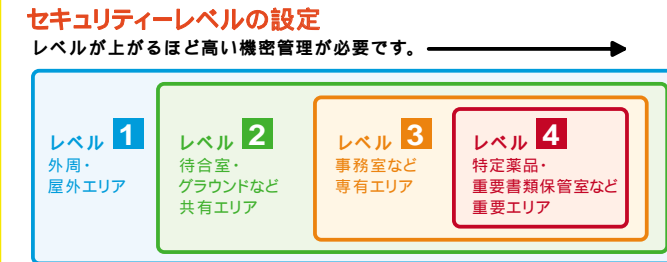 セキュリティーレベルの設定
レベルが上がるほど高い機密管理が必要です。
レベル 1
外周・
屋外エリア
レベル 2
待合室・
グラウンドなど
共有エリア
レベル 3
事務室など
専有エリア
レベル 4
特定薬品・
重要書類保管室など
重要エリア